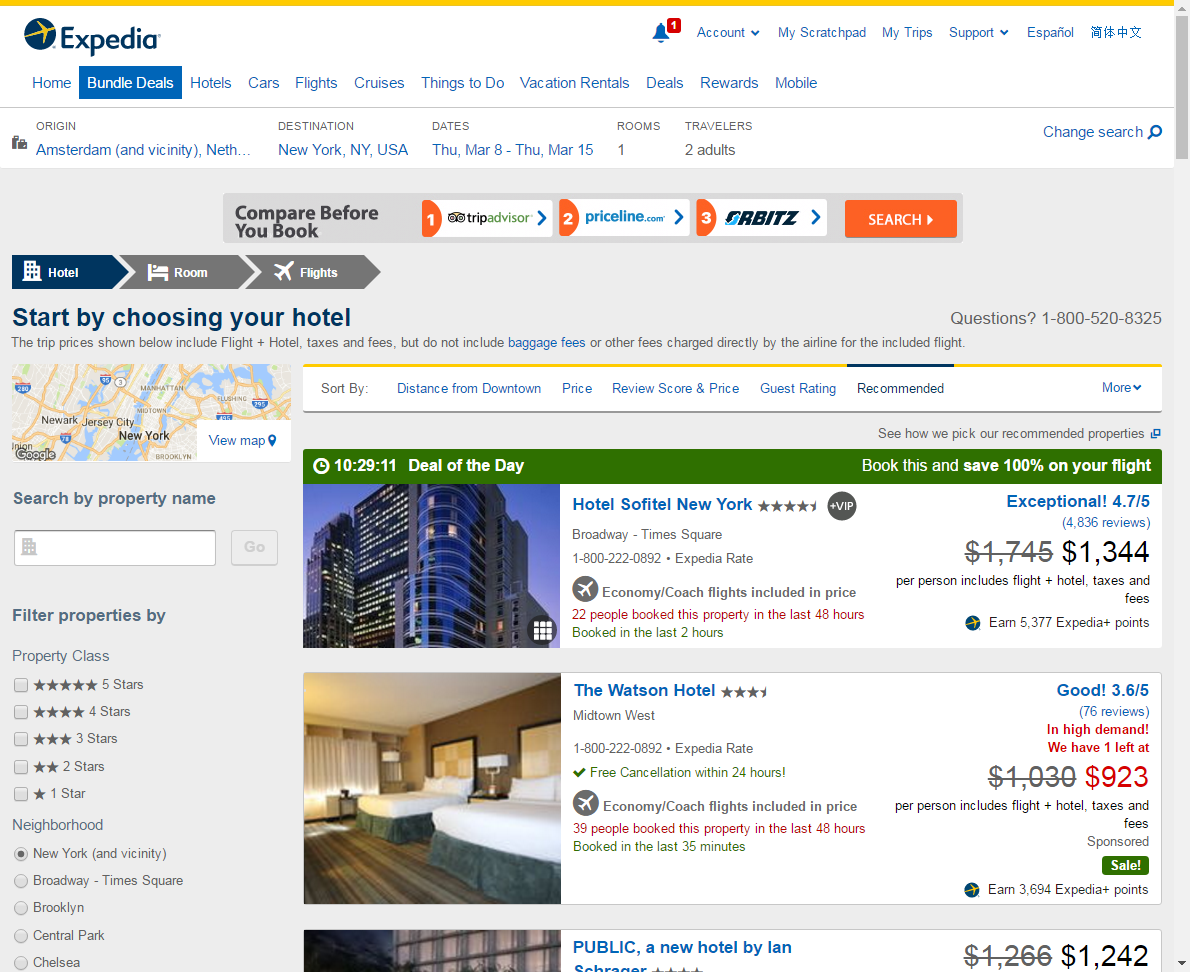 Expedia
1
Account
My Scratchpad
My Trips
Support
Español
简体中文
Home
Bundle Deals
Hotels
Cars
Flights
Cruises
Things to Do
Vacation Rentals
Deals
Rewards
Mobile
ORIGIN
Amsterdam (and vicinity), Neth...
DESTINATION
New York, NY, USA
DATES
Thu, Mar 8 - Thu, Mar 15
ROOMS
1
TRAVELERS
2 adults
Change search
Compare Before
You Book
1 tripadvisor
2 priceline.com
3 ORBITZ
SEARCH
Hotel
Room
Flights
Start by choosing your hotel
Questions? 1-800-520-8325
The trip prices shown below include Flight + Hotel, taxes and fees, but do not include baggage fees or other fees charged directly by the airline for the included flight.
280
95
3
MANHATTAN
FLUSHING
MIDTOWN
495
295
Newark
Jersey City
78
New York
BROOKLYN
Google
View map
Sort By:
Distance from Downtown
Price
Review Score & Price
Guest Rating
Recommended
More
See how we pick our recommended properties
Search by property name
Go
Filter properties by
Property Class
5 Stars
4 Stars
3 Stars
2 Stars
1 Star
Neighborhood
New York (and vicinity)
Broadway - Times Square
Brooklyn
Central Park
Chelsea
10:29:11 Deal of the Day
Book this and save 100% on your flight
Hotel Sofitel New York
+VIP
Broadway - Times Square
1-800-222-0892 • Expedia Rate
Economy/Coach flights included in price
22 people booked this property in the last 48 hours
Booked in the last 2 hours
Exceptional! 4.7/5
(4,836 reviews)
$1,745 $1,344
per person includes flight + hotel, taxes and
fees
Earn 5,377 Expedia+ points
The Watson Hotel
Midtown West
1-800-222-0892 • Expedia Rate
Free Cancellation within 24 hours!
Economy/Coach flights included in price
39 people booked this property in the last 48 hours
Booked in the last 35 minutes
Good! 3.6/5
(76 reviews)
In high demand!
We have 1 left at
$1,030 $923
per person includes flight + hotel, taxes and
fees
Sponsored
Sale!
Earn 3,694 Expedia+ points
PUBLIC, a new hotel by Ian
Schrager
$1,266 $1,242